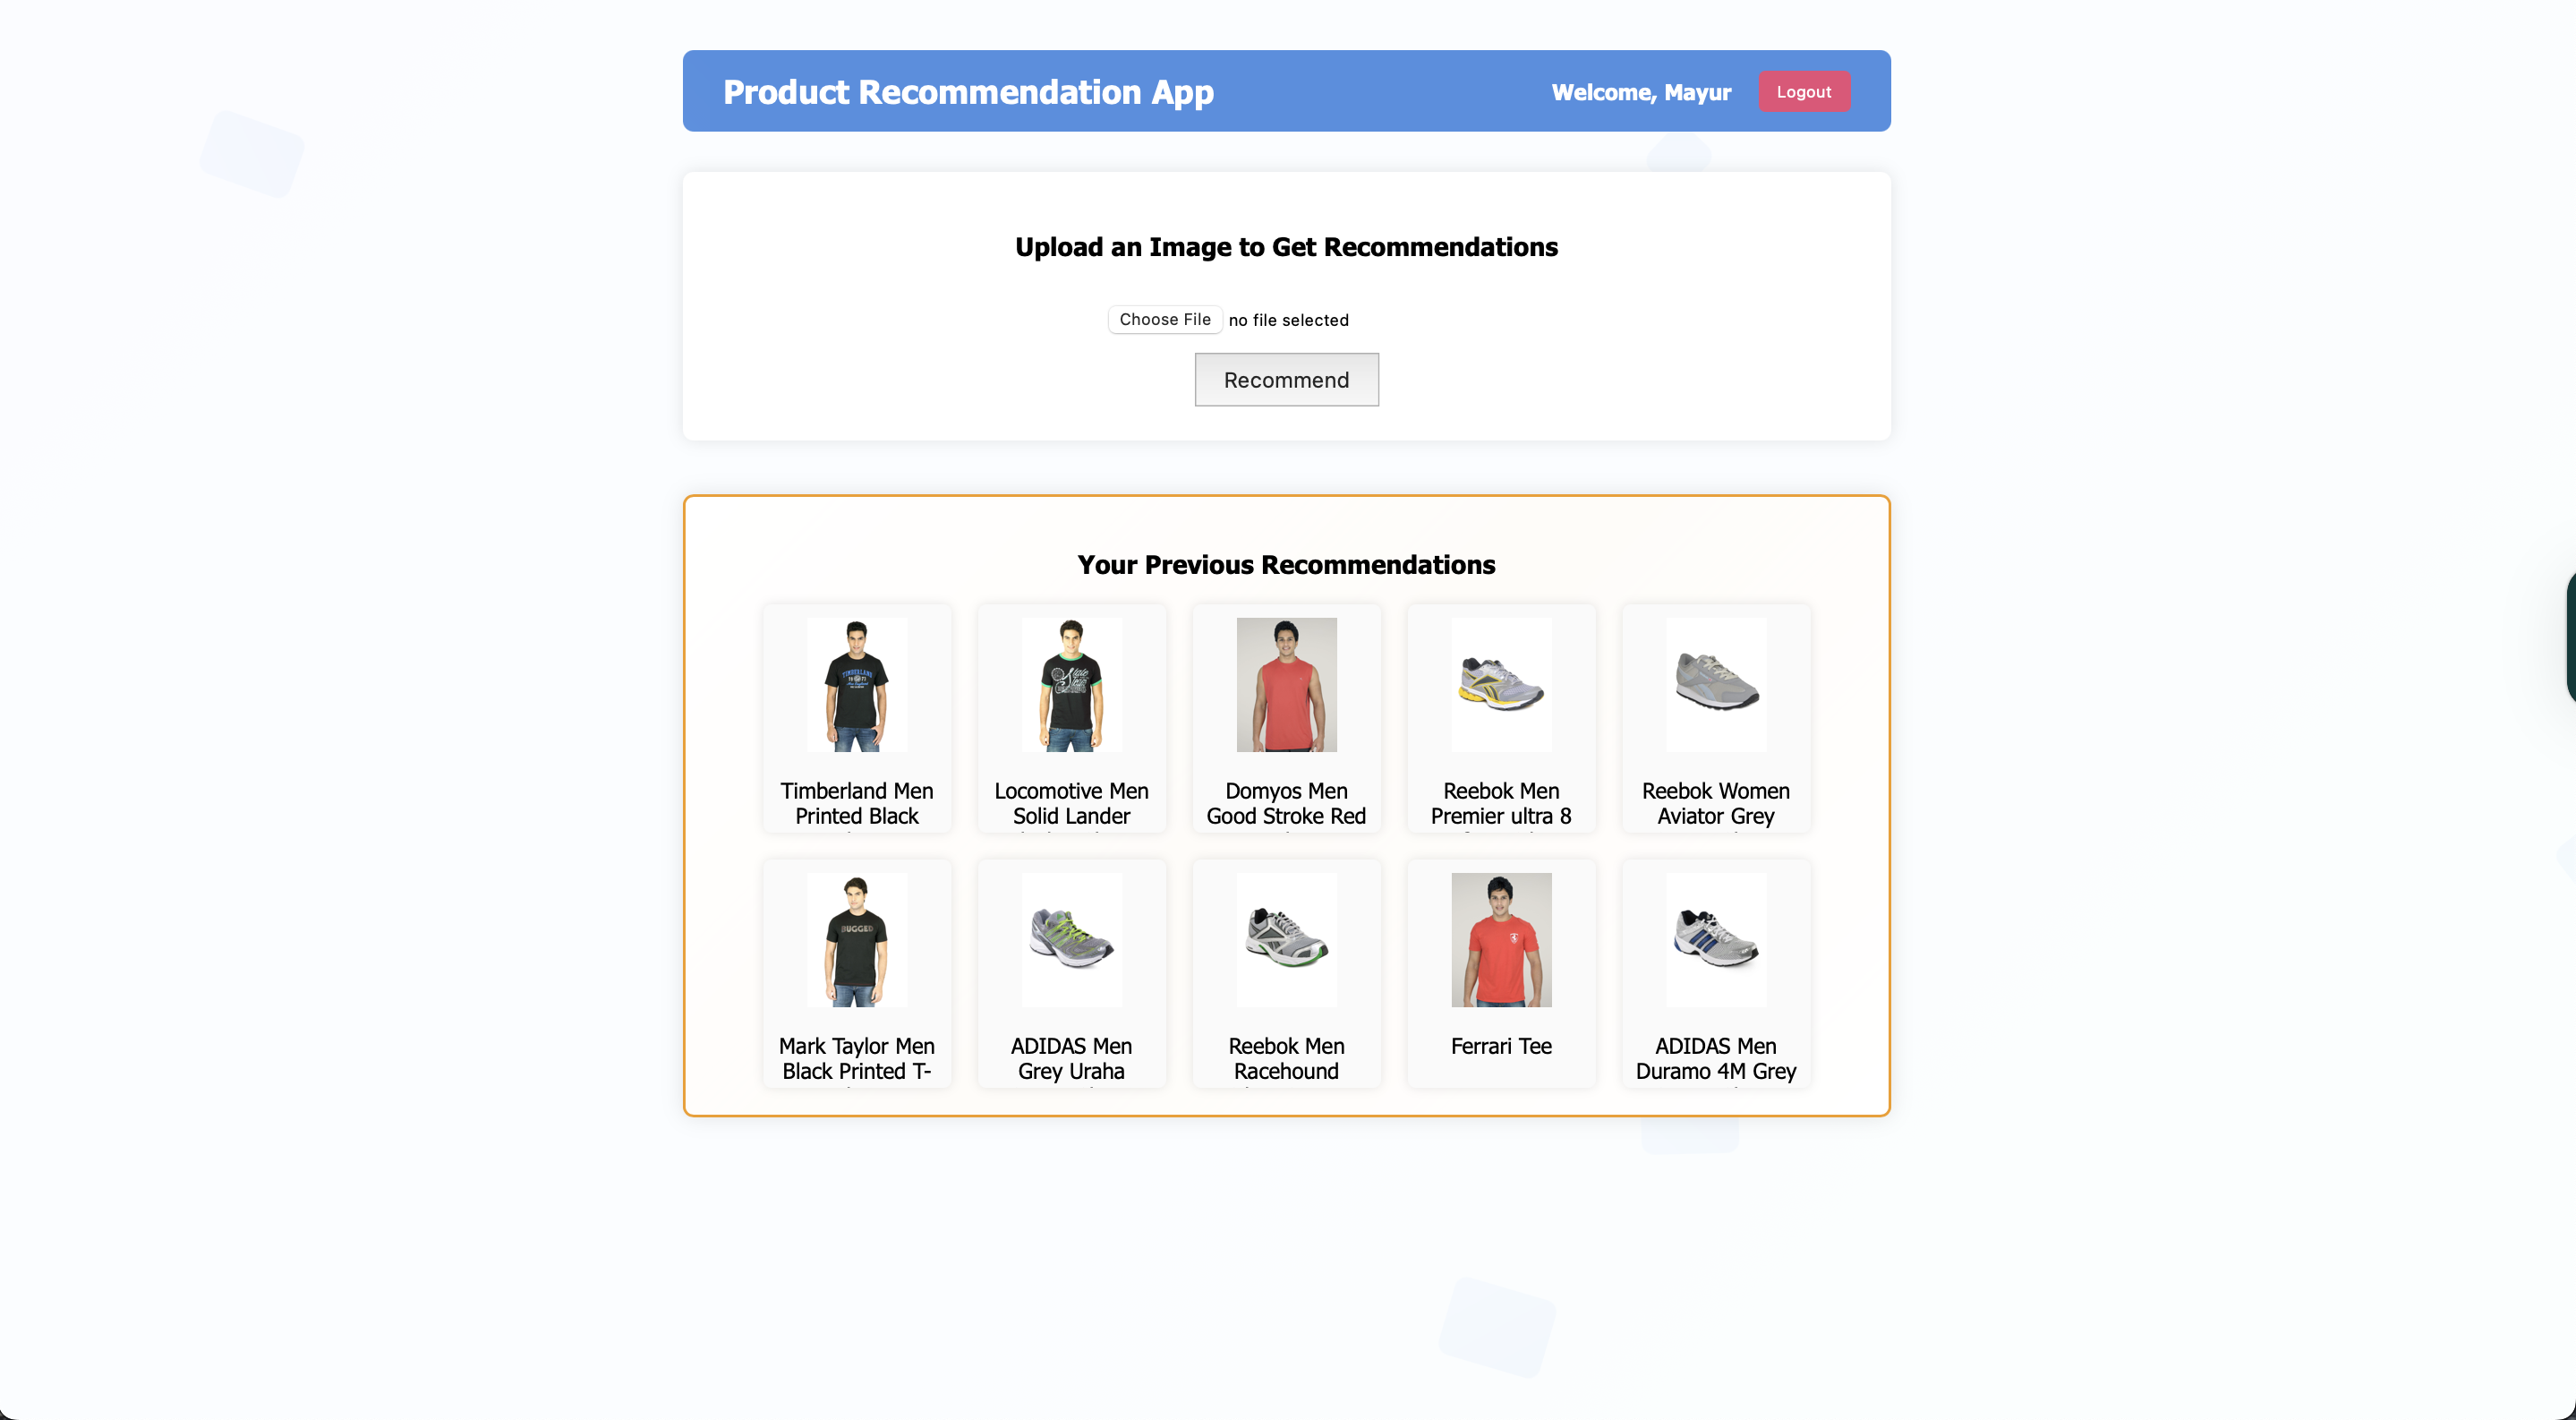 Product Recommendation App
Welcome, Mayur
Logout
Upload an Image to Get Recommendations
Choose File no file selected
Recommend
Your Previous Recommendations
TIMBERLAND
Timberland Men
Printed Black
Locomotive Men
Solid Lander
Domyos Men
Good Stroke Red
Reebok Men
Premier ultra 8
Reebok Women
Aviator Grey
BUGGED
Mark Taylor Men
Black Printed T-
ADIDAS Men
Grey Uraha
Reebok Men
Racehound
Ferrari Tee
ADIDAS Men
Duramo 4M Grey